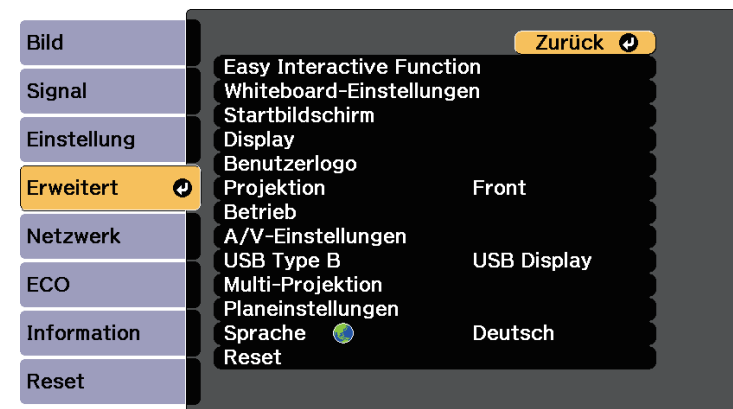 Bild
Signal
Einstellung
Erweitert
Netzwerk
ECO
Information
Reset
Zurück
Easy Interactive Function
Whiteboard-Einstellungen
Startbildschirm
Display
Benutzerlogo
Projektion Front
Betrieb
A/V-Einstellungen
USB Type B USB Display
Multi-Projektion
Planeinstellungen
Sprache Deutsch
Reset